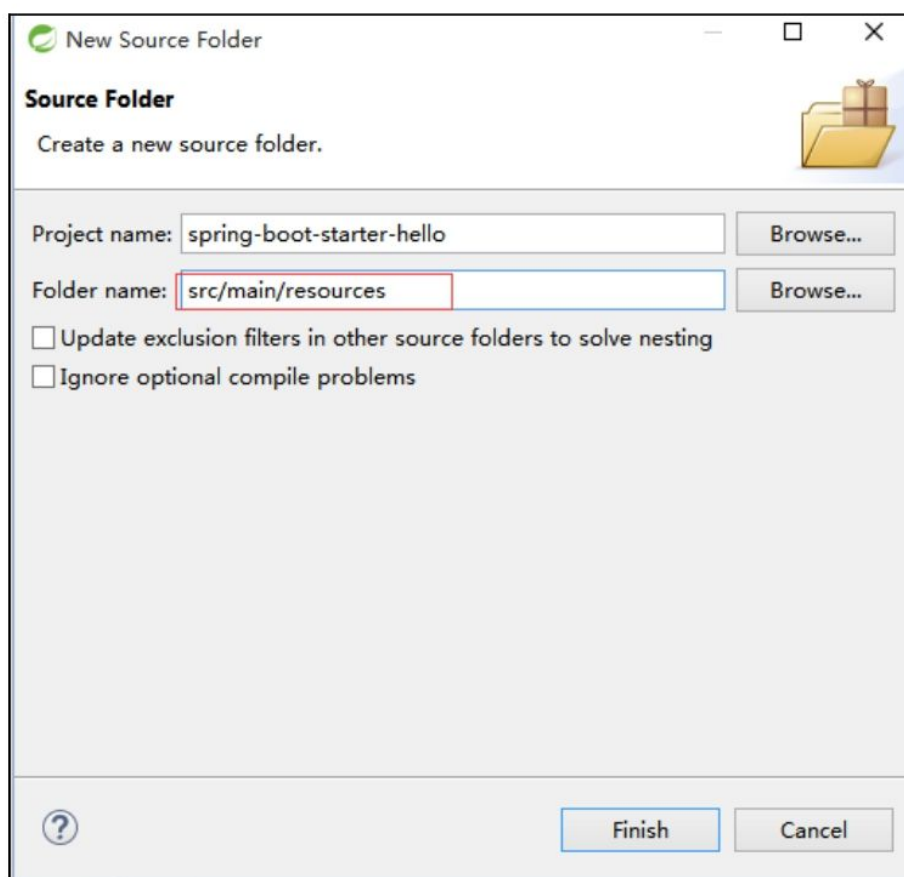 New Source Folder
Source Folder
Create a new source folder.
Project name: spring-boot-starter-hello Browse...
Folder name: src/main/resources Browse...
Update exclusion filters in other source folders to solve nesting
Ignore optional compile problems
? Finish Cancel